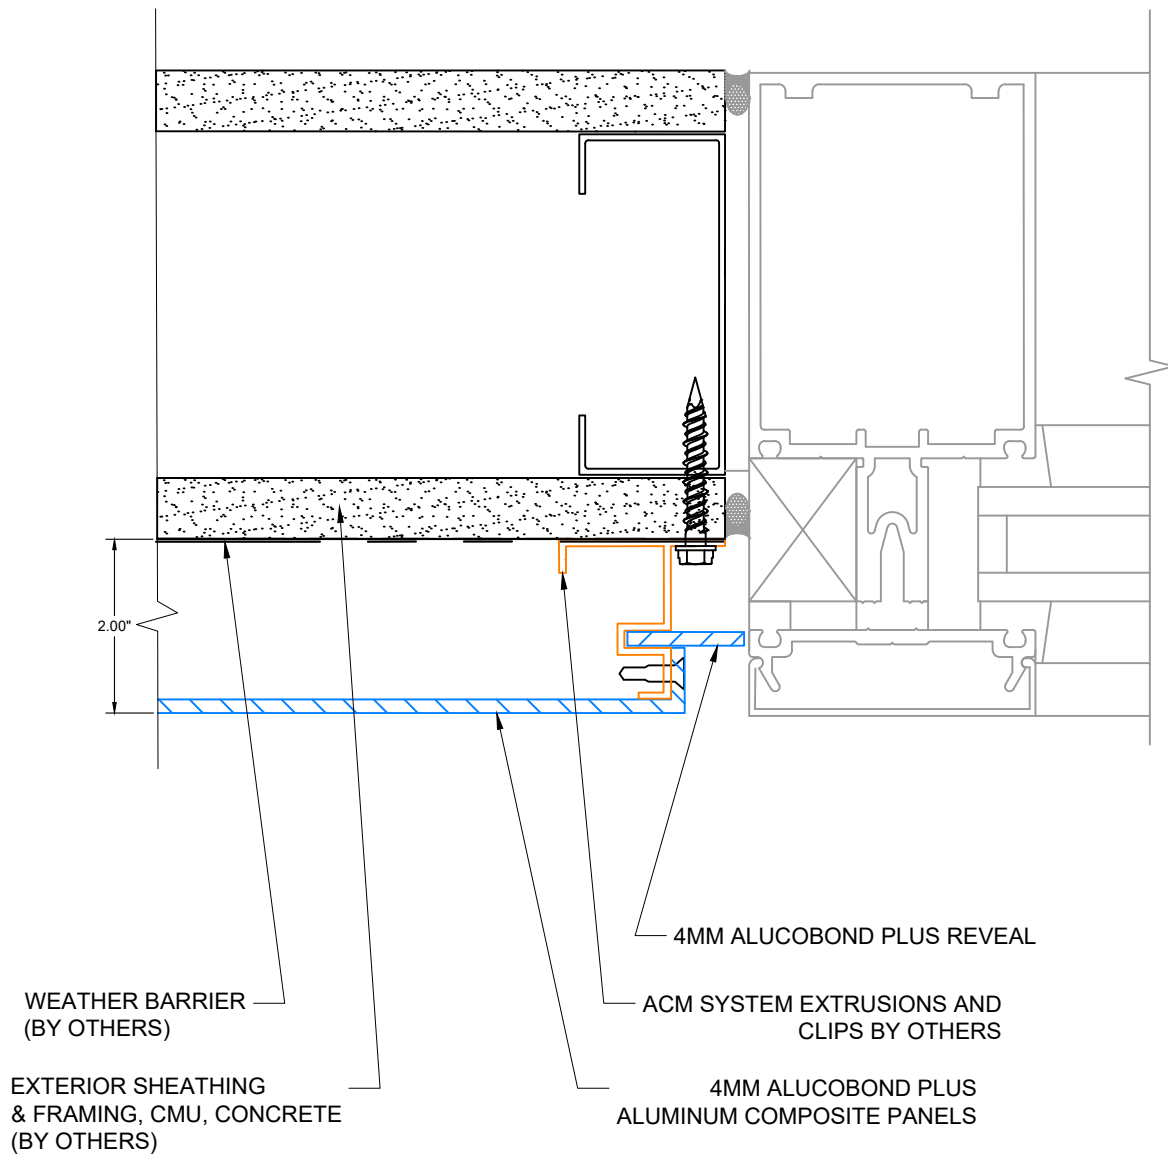 2.00"
4MM ALUCOBOND PLUS REVEAL
WEATHER BARRIER
(BY OTHERS)
ACM SYSTEM EXTRUSIONS AND
CLIPS BY OTHERS
EXTERIOR SHEATHING
& FRAMING, CMU, CONCRETE
(BY OTHERS)
4MM ALUCOBOND PLUS
ALUMINUM COMPOSITE PANELS